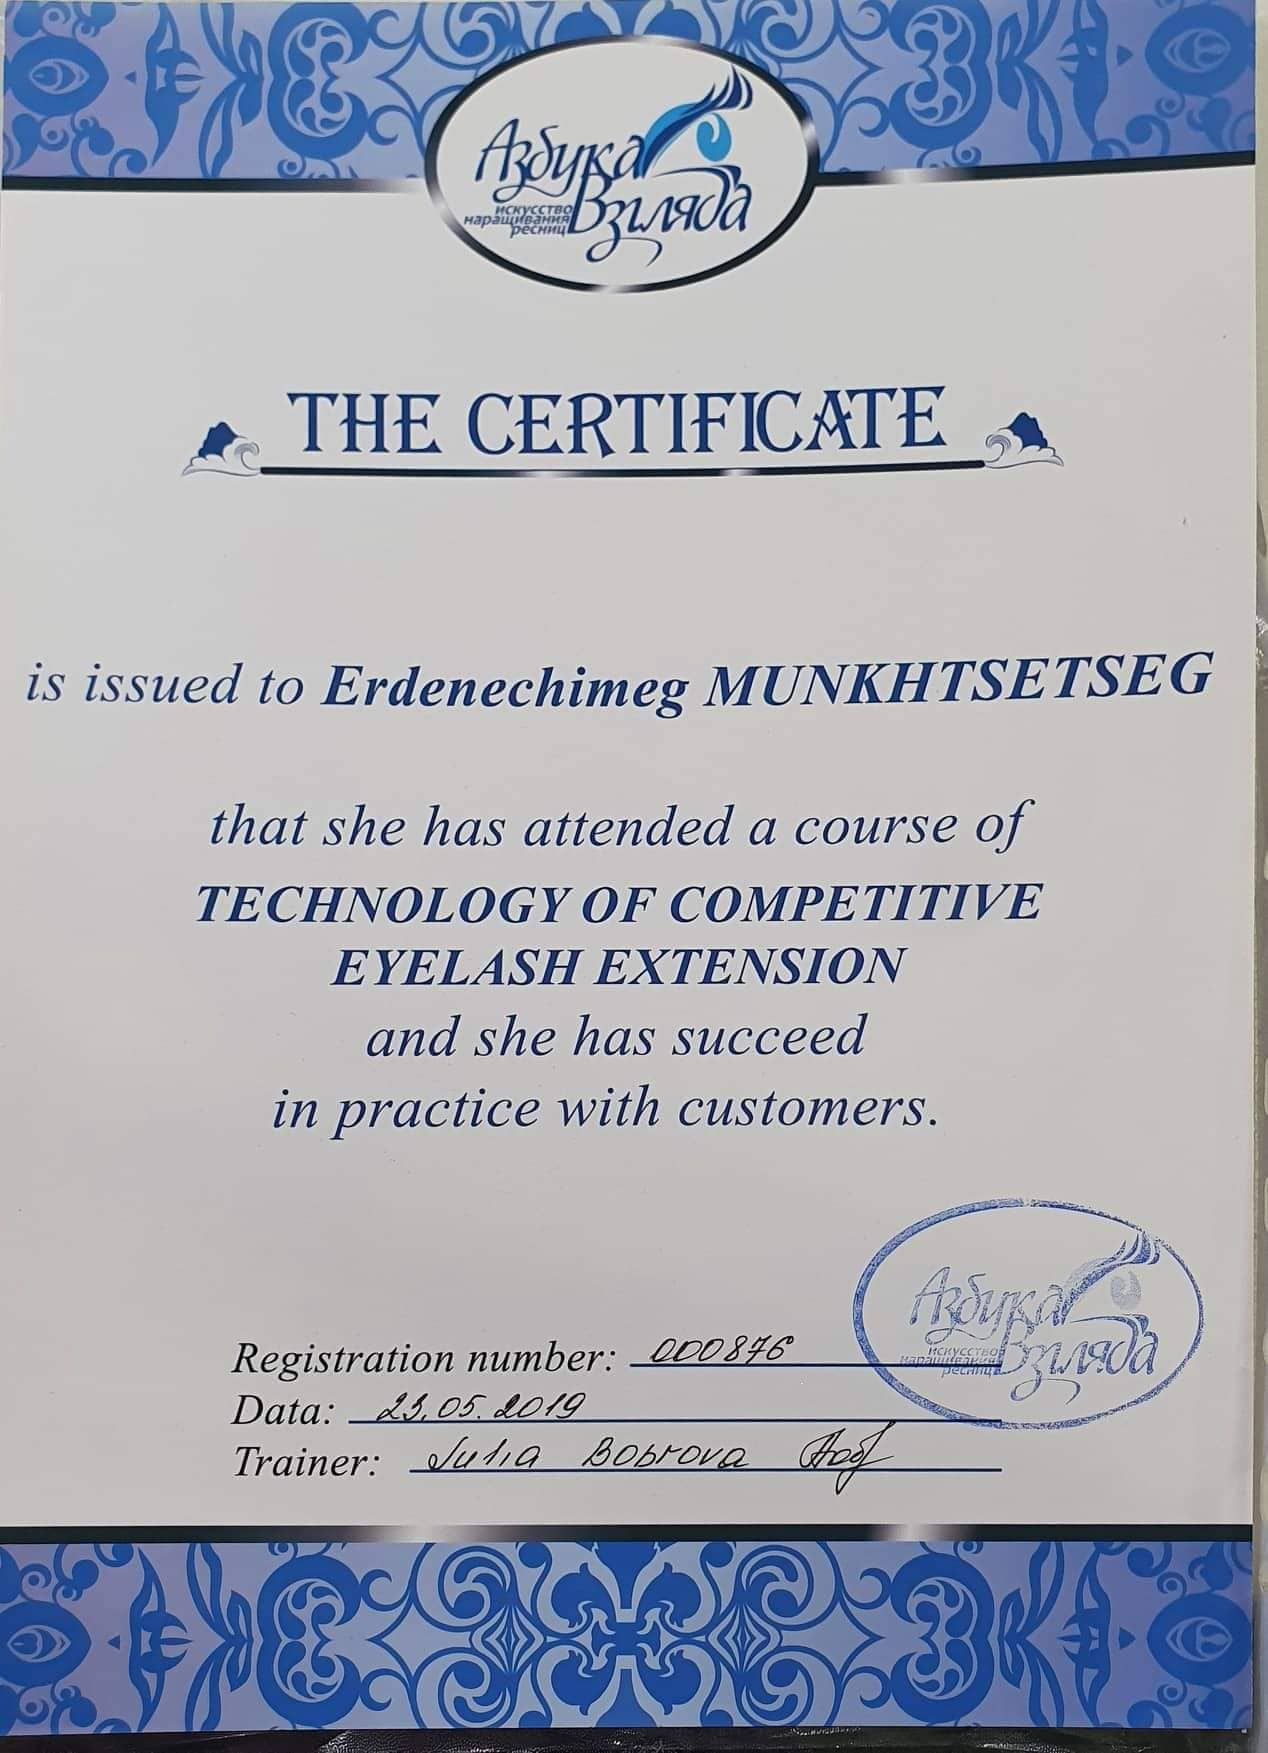 Азбука
Взгляда
искусство
наращивания
ресниц
THE CERTIFICATE
is issued to Erdenechimeg MUNKHTSETSEG
that she has attended a course of
TECHNOLOGY OF COMPETITIVE
EYELASH EXTENSION
and she has succeed
in practice with customers.
Азбука
Взгляда
искусство
наращивания
ресниц
Registration number: 000876
Data: 23.05.2019
Trainer: Julia Bobrova